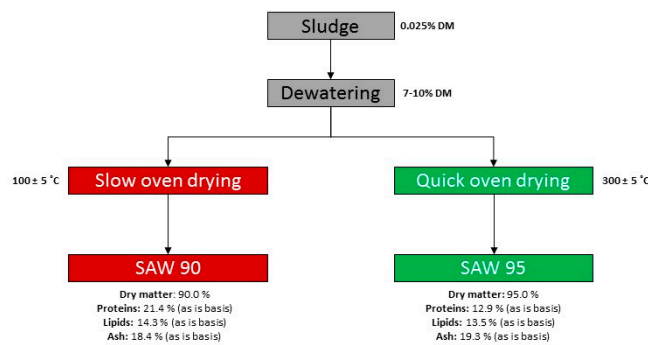 Sludge
0.025% DM
Dewatering
7-10% DM
100 ± 5 ˚C
Slow oven drying
Quick oven drying
300 ± 5 ˚C
SAW 90
SAW 95
Dry matter: 90.0 %
Proteins: 21.4 % (as is basis)
Lipids: 14.3 % (as is basis)
Ash: 18.4 % (as is basis)
Dry matter: 95.0 %
Proteins: 12.9 % (as is basis)
Lipids: 13.5 % (as is basis)
Ash: 19.3 % (as is basis)